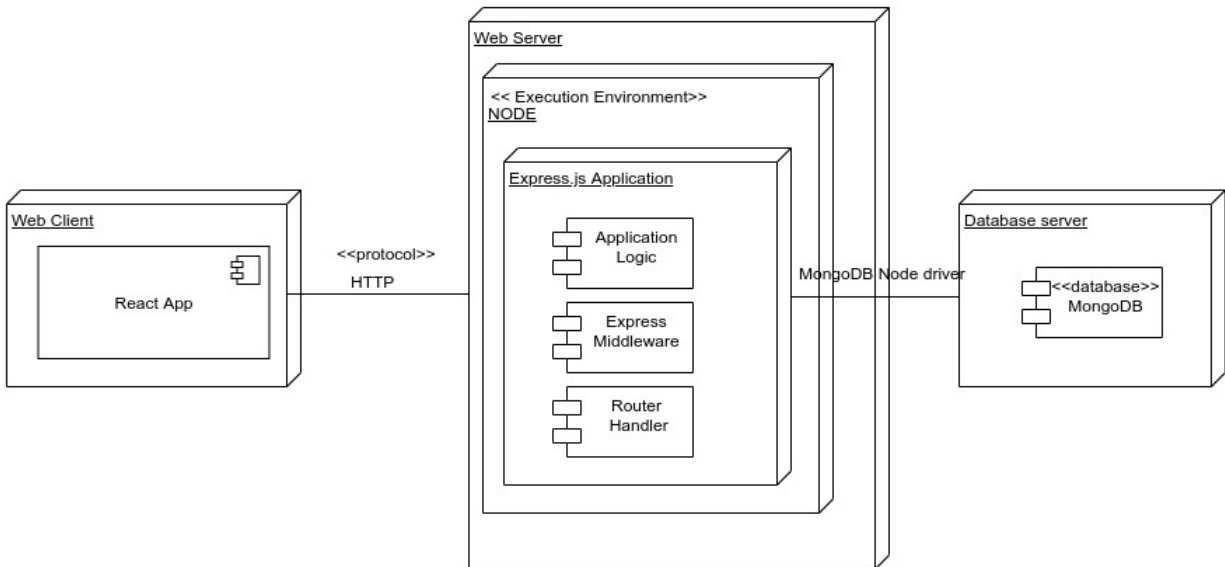 Web Server
<< Execution Environment>>
NODE
Express.js Application
Web Client
Database server
Application
Logic
<<protocol>>
HTTP
MongoDB Node driver
<<database>>
MongoDB
React App
Express
Middleware
Router
Handler